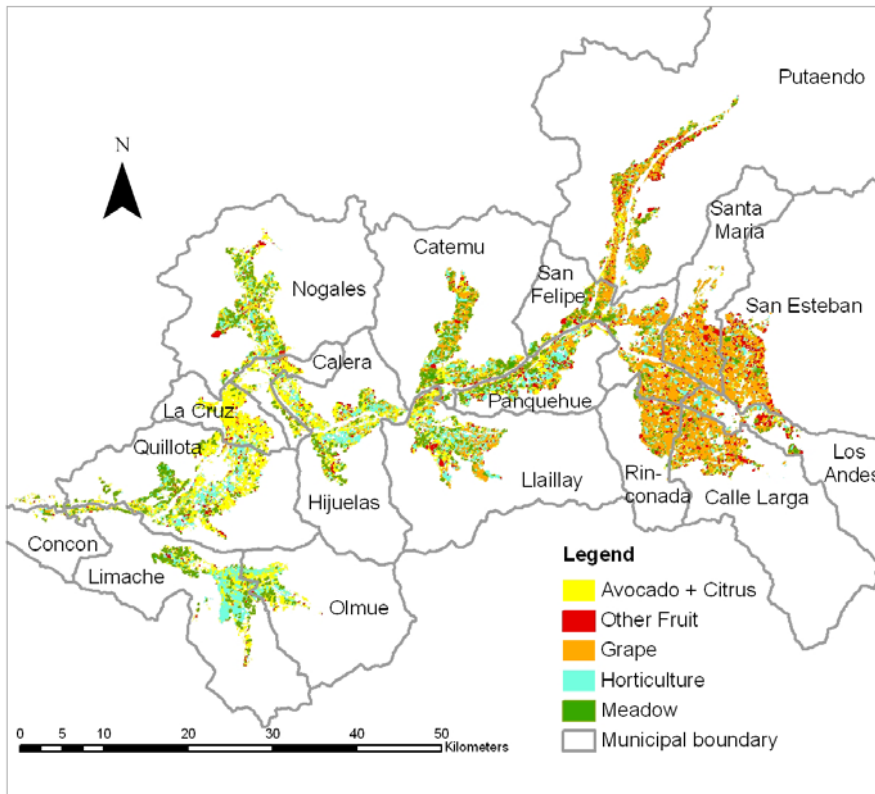 Putaendo
N
Santa
Maria
Catemu
San
Felipe
Nogales
San Esteban
Calera
La Cruz
Panquehue
Quillota
Los
Andes
Llaillay
Rin-
conada
Hijuelas
Calle Larga
Concon
Limache
Olmue
Legend
Avocado + Citrus
Other Fruit
Grape
Horticulture
Meadow
Municipal boundary
0 5 10 20 30 40 50
Kilometers